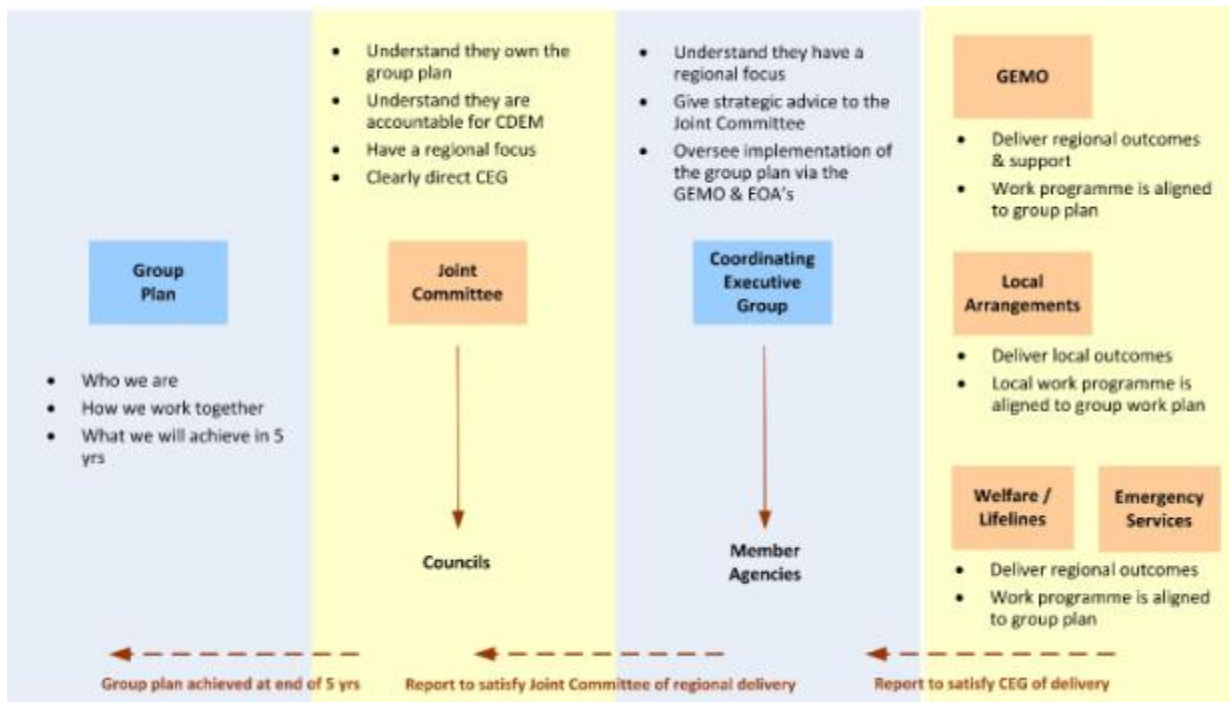 Group
Plan
• Who we are
• How we work together
• What we will achieve in 5
yrs
• Understand they own the
group plan
• Understand they are
accountable for CDEM
• Have a regional focus
• Clearly direct CEG
Joint
Committee
Councils
• Understand they have a
regional focus
• Give strategic advice to the
Joint Committee
• Oversee implementation of
the group plan via the
GEMO & EOA's
Coordinating
Executive
Group
Member
Agencies
GEMO
• Deliver regional outcomes
& support
• Work programme is aligned
to group plan
Local
Arrangements
• Deliver local outcomes
• Local work programme is
aligned to group work plan
Welfare /
Lifelines
Emergency
Services
• Deliver regional outcomes
• Work programme is aligned
to group plan
Group plan achieved at end of 5 yrs
Report to satisfy Joint Committee of regional delivery
Report to satisfy CEG of delivery